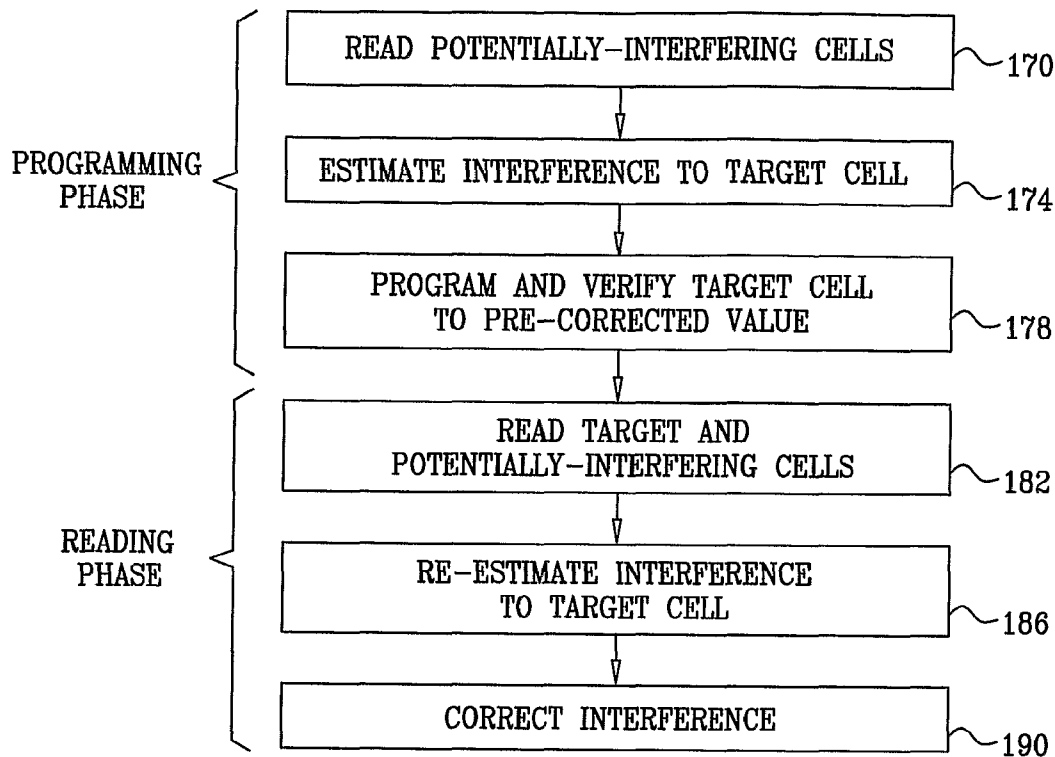 READ POTENTIALLY-INTERFERING CELLS
170
PROGRAMMING
PHASE
ESTIMATE INTERFERENCE TO TARGET CELL
174
PROGRAM AND VERIFY TARGET CELL
TO PRE-CORRECTED VALUE
178
READ TARGET AND
POTENTIALLY-INTERFERING CELLS
182
READING
PHASE
RE-ESTIMATE INTERFERENCE
TO TARGET CELL
186
CORRECT INTERFERENCE
190